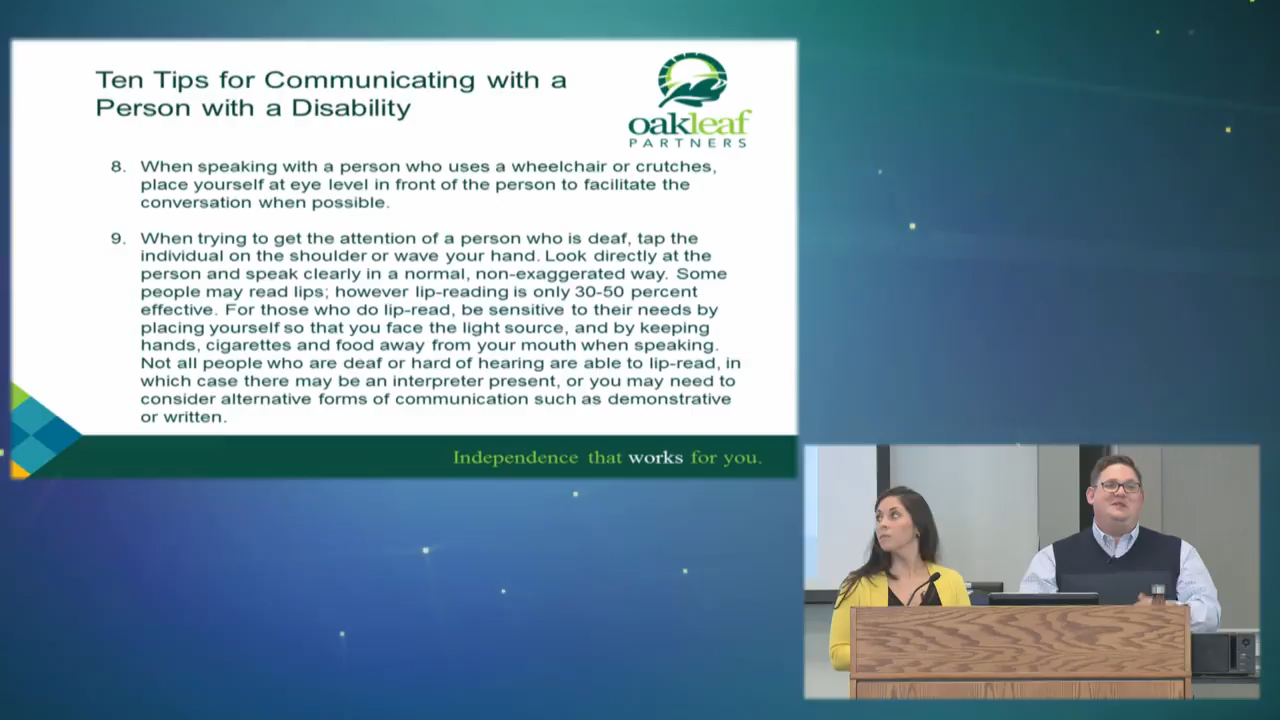 Ten Tips for Communicating with a
Person with a Disability
oakleaf
PARTNERS
8. When speaking with a person who uses a wheelchair or crutches,
place yourself at eye level in front of the person to facilitate the
conversation when possible.
9. When trying to get the attention of a person who is deaf, tap the
individual on the shoulder or wave your hand. Look directly at the
person and speak clearly in a normal, non-exaggerated way. Some
people may read lips; however lip-reading is only 30-50 percent
effective. For those who do lip-read, be sensitive to their needs by
placing yourself so that you face the light source, and by keeping
hands, cigarettes and food away from your mouth when speaking.
Not all people who are deaf or hard of hearing are able to lip-read, in
which case there may be an interpreter present, or you may need to
consider alternative forms of communication such as demonstrative
or written.
Independence that works for you.